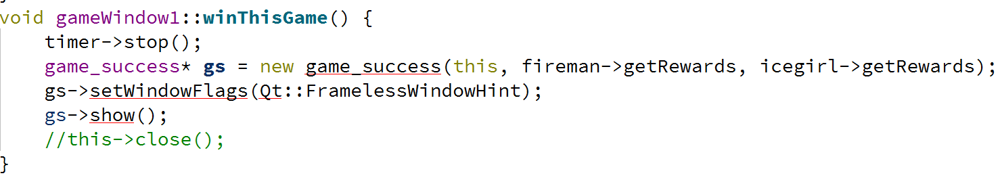 void gameWindow1::winThisGame() {
    timer->stop();
    game_success* gs = new game_success(this, fireman->getRewards, icegirl->getRewards);
    gs->setWindowFlags(Qt::FramelessWindowHint);
    gs->show();
    //this->close();
}